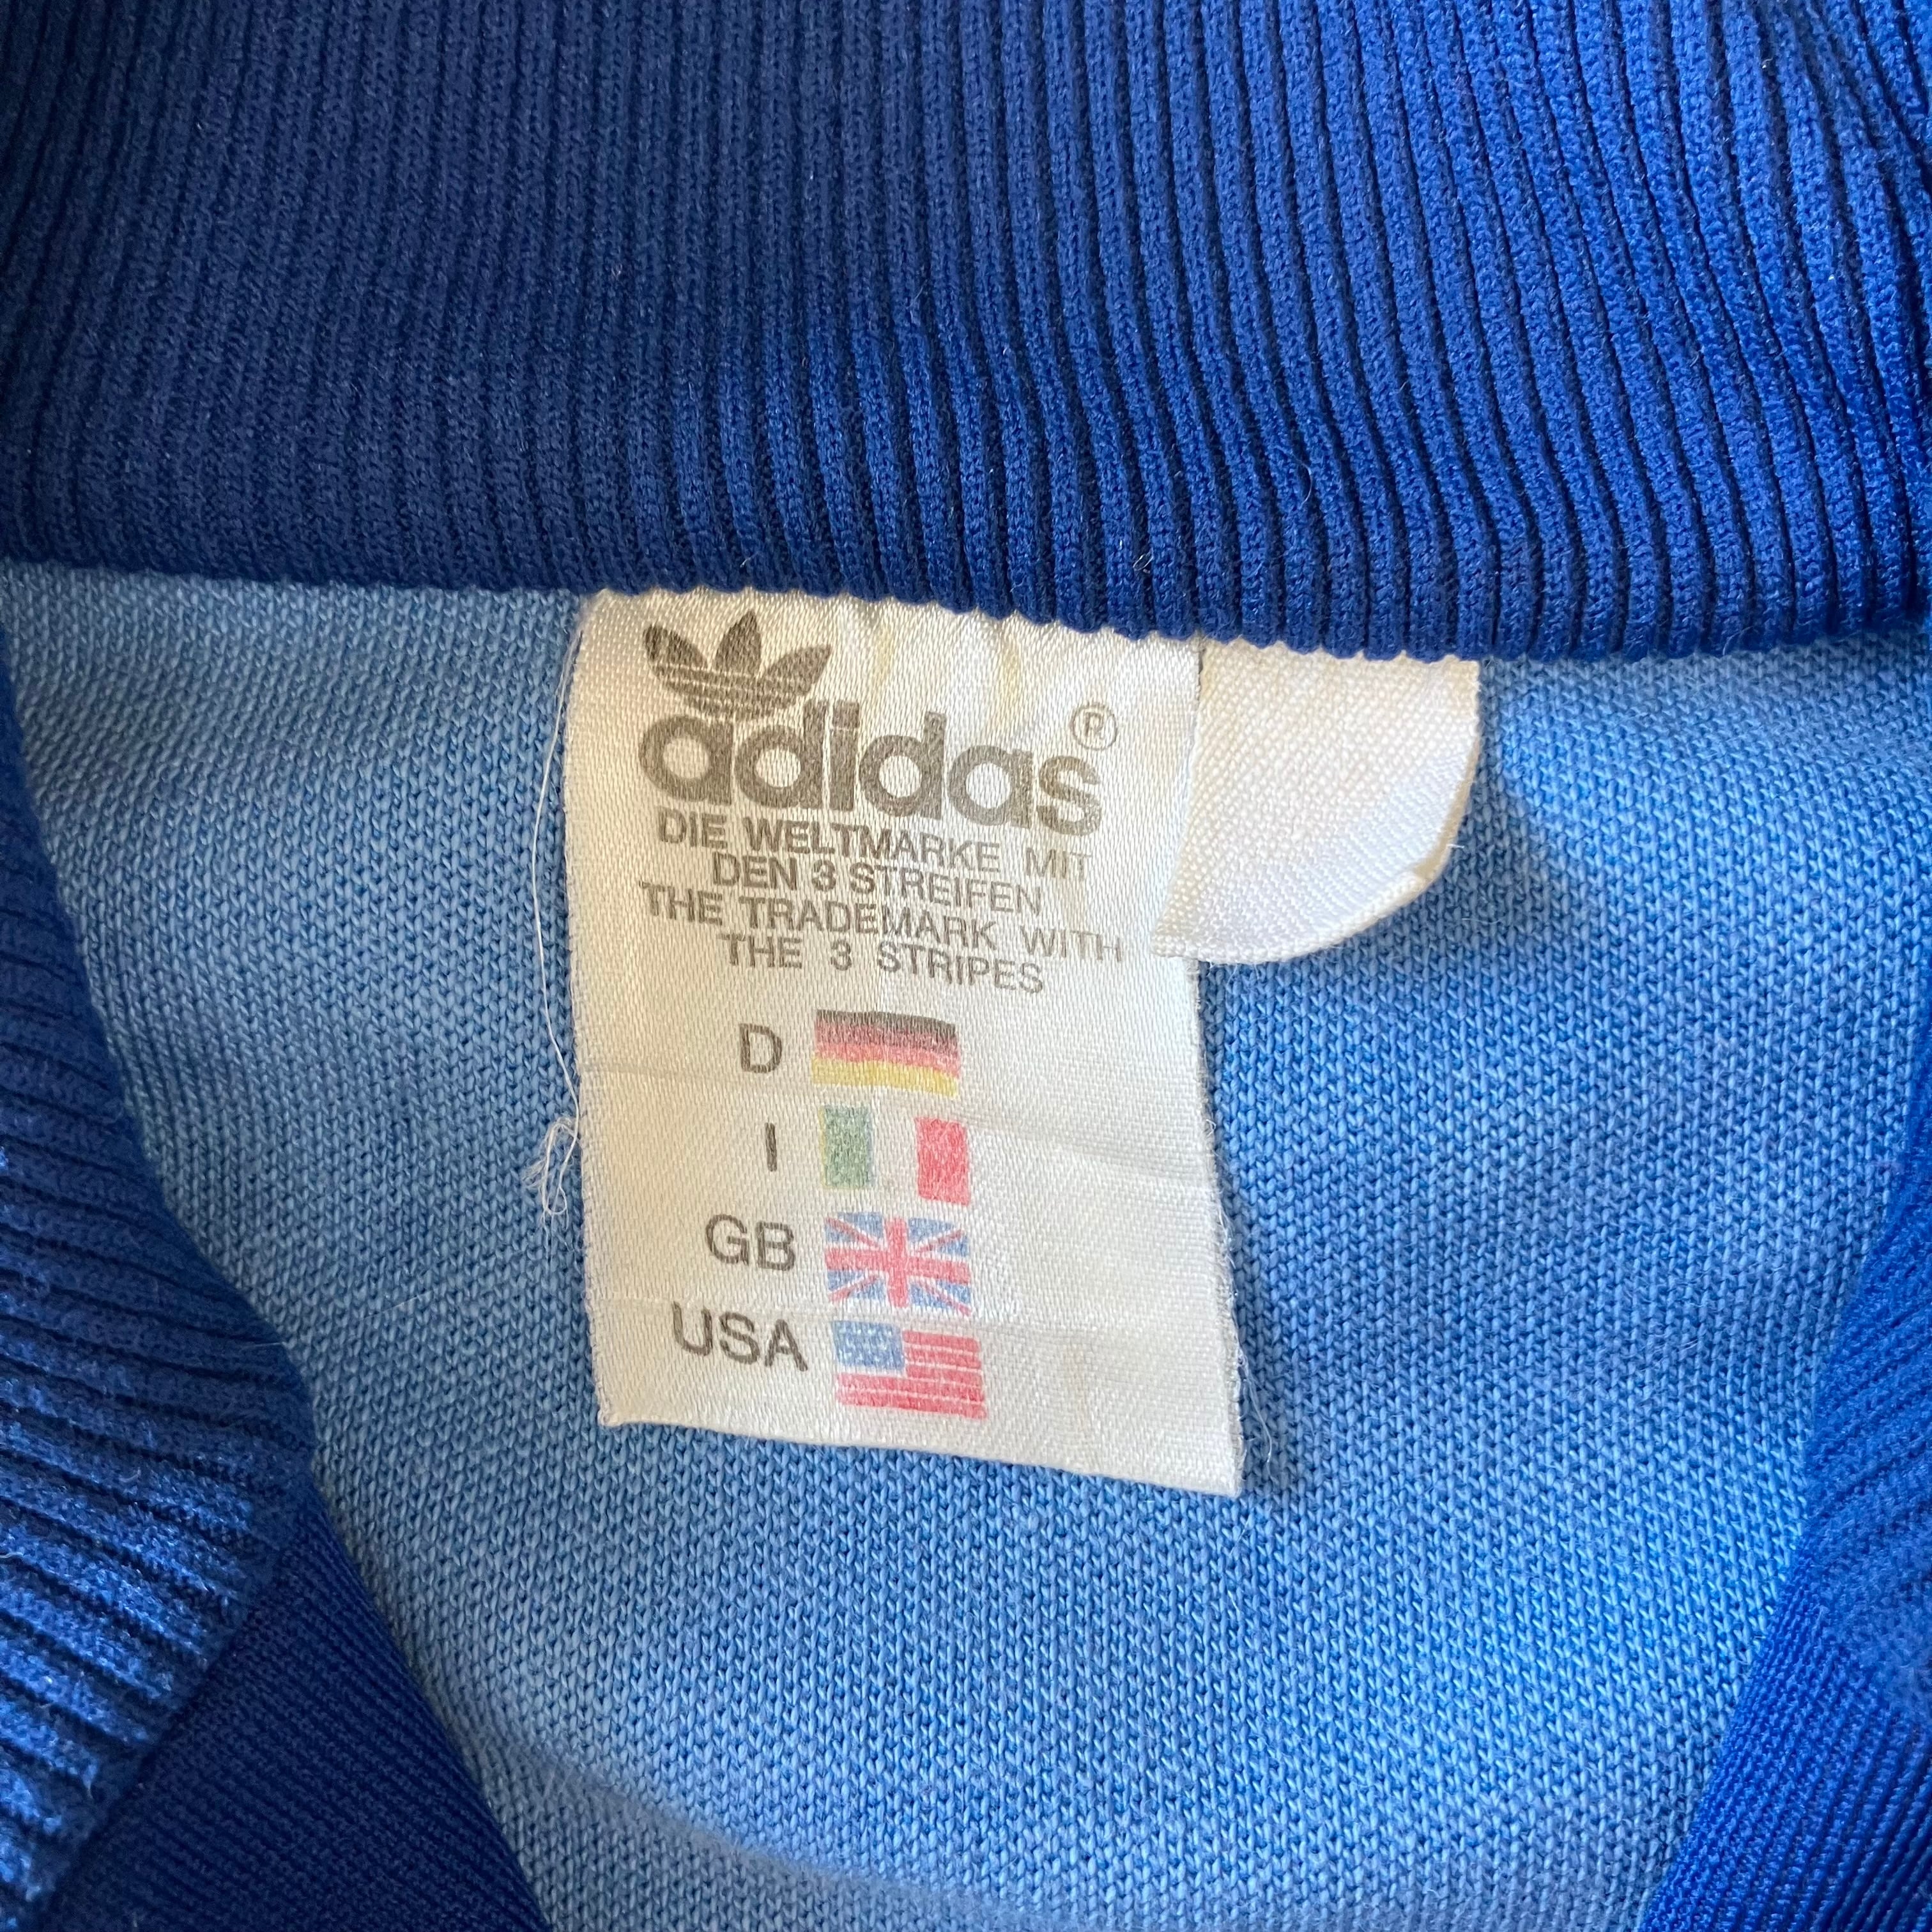 adidas®
DIE WELTMARKE MIT
DEN 3 STREIFEN
THE TRADEMARK WITH
THE 3 STRIPES
D
I
GB
USA